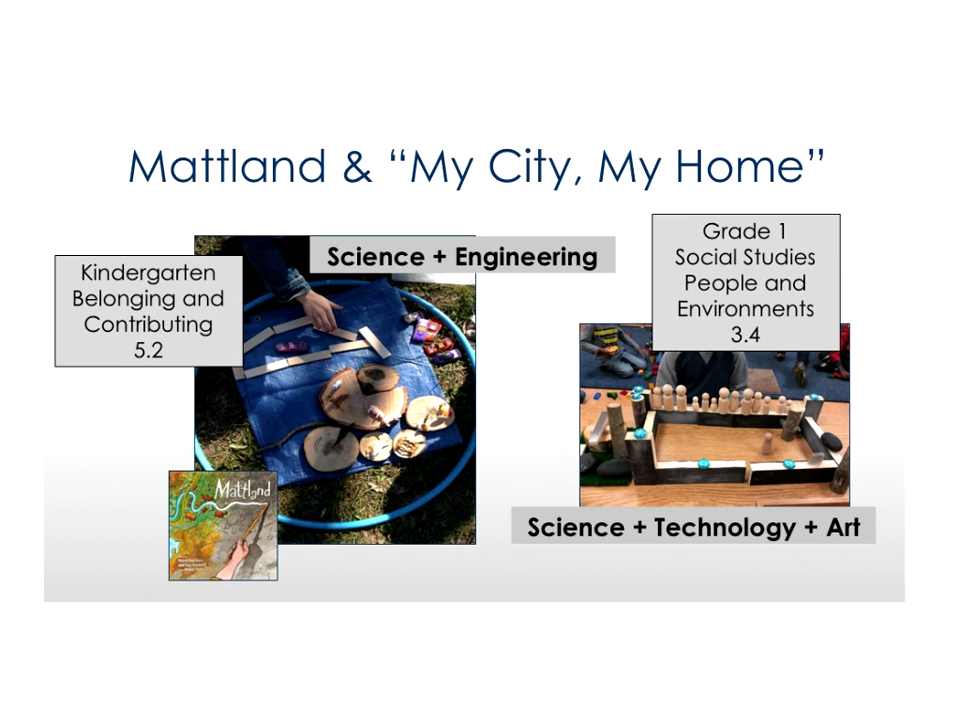 Mattland & “My City, My Home”
Kindergarten
Belonging and
Contributing
5.2
Science + Engineering
Mattland
Grade 1
Social Studies
People and
Environments
3.4
Science + Technology + Art